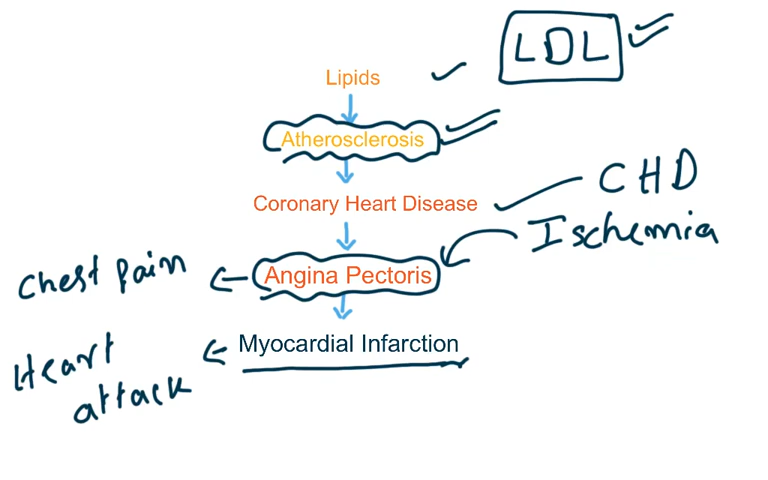 LDL
Lipids
Atherosclerosis
CHD
Coronary Heart Disease
Ischemia
Chest pain
Angina Pectoris
Myocardial Infarction
Heart
attack